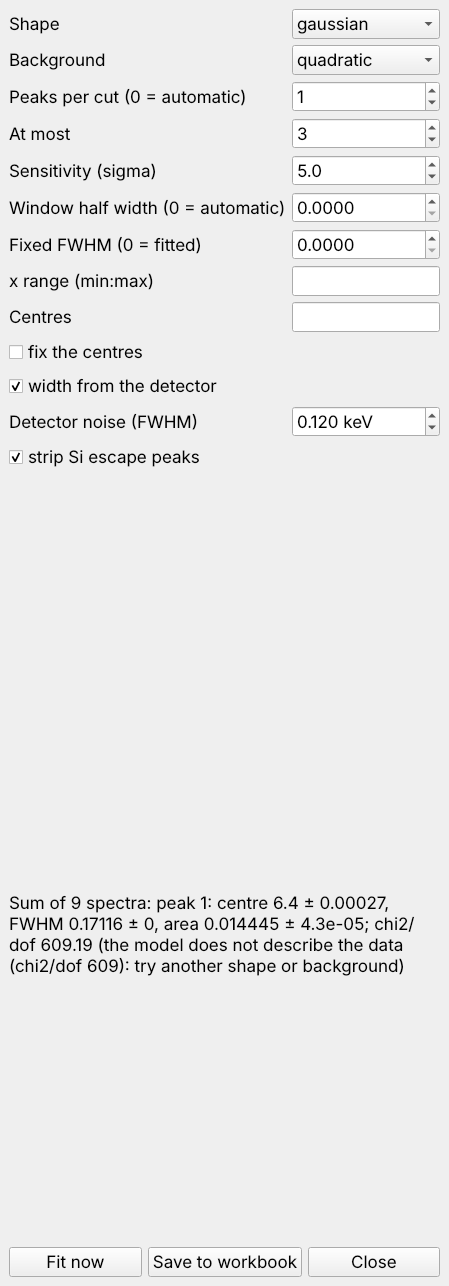 Shape gaussian
Background quadratic
Peaks per cut (0 = automatic) 1
At most 3
Sensitivity (sigma) 5.0
Window half width (0 = automatic) 0.0000
Fixed FWHM (0 = fitted) 0.0000
x range (min:max)
Centres
fix the centres
width from the detector
Detector noise (FWHM) 0.120 keV
strip Si escape peaks
Sum of 9 spectra: peak 1: centre 6.4 ± 0.00027,
FWHM 0.17116 ± 0, area 0.014445 ± 4.3e-05; chi2/
dof 609.19 (the model does not describe the data
(chi2/dof 609): try another shape or background)
Fit now Save to workbook Close